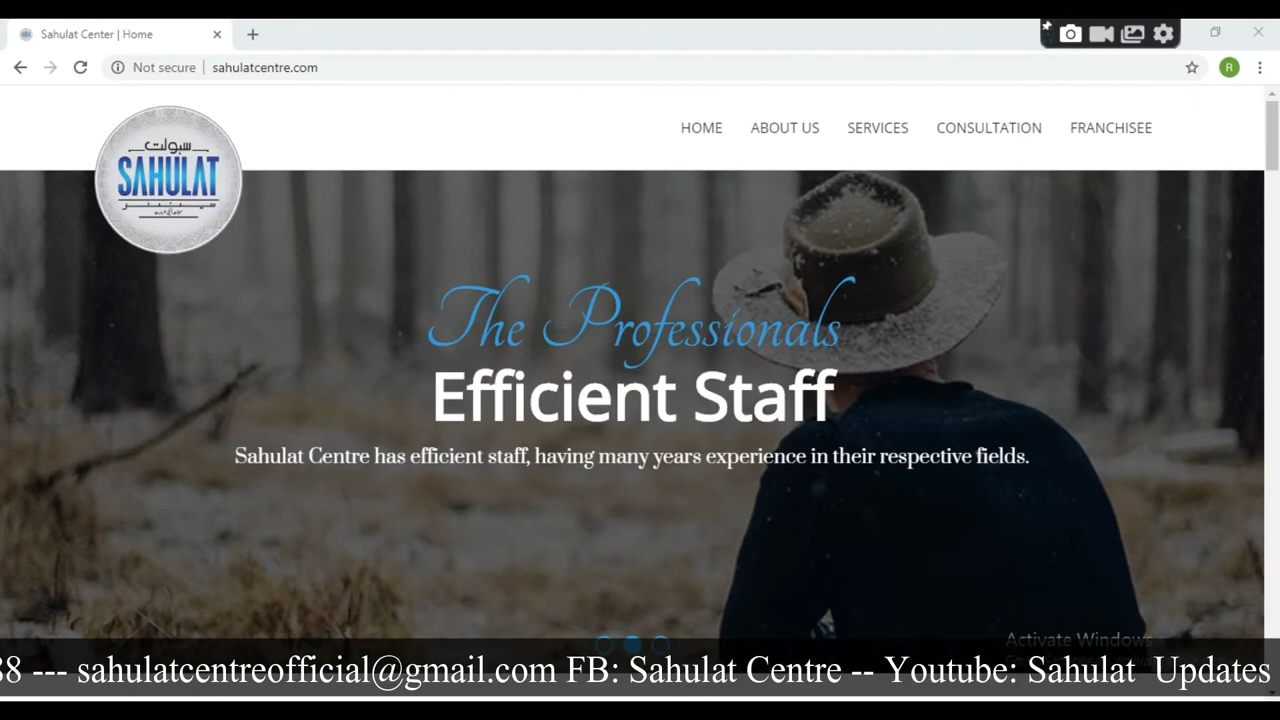 Sahulat Center | Home
Not secure
sahulatcentre.com
R
HOME ABOUT US SERVICES CONSULTATION FRANCHISEE
سہولت
SAHULAT
سینٹر
The Professionals
Efficient Staff
Sahulat Centre has efficient staff, having many years experience in their respective fields.
Activate Windows
38 --- sahulatcentreofficial@gmail.com FB: Sahulat Centre -- Youtube: Sahulat Updates